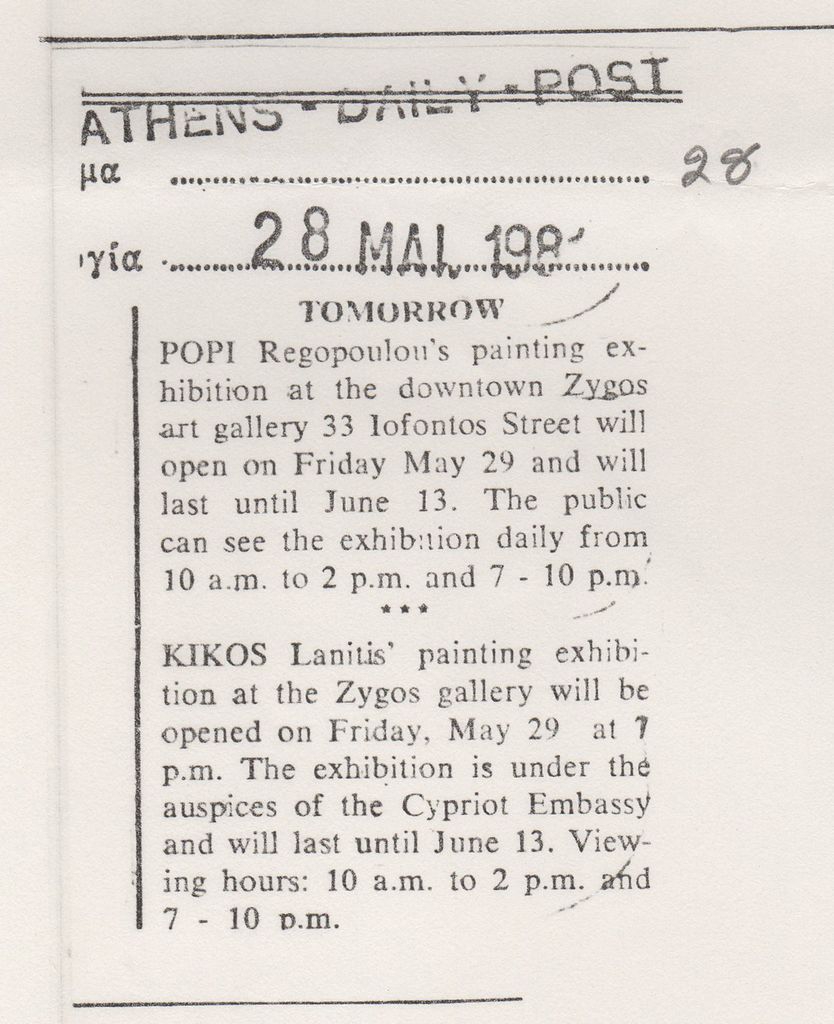 ATHENS - DAILY - POST
μα
28
γία 28 ΜΑΙ. 198
TOMORROW
POPI Regopoulou's painting ex-
hibition at the downtown Zygos
art gallery 33 Iofontos Street will
open on Friday May 29 and will
last until June 13. The public
can see the exhibition daily from
10 a.m. to 2 p.m. and 7 - 10 p.m.
***
KIKOS Lanitis' painting exhibi-
tion at the Zygos gallery will be
opened on Friday, May 29 at 7
p.m. The exhibition is under the
auspices of the Cypriot Embassy
and will last until June 13. View-
ing hours: 10 a.m. to 2 p.m. and
7 - 10 p.m.